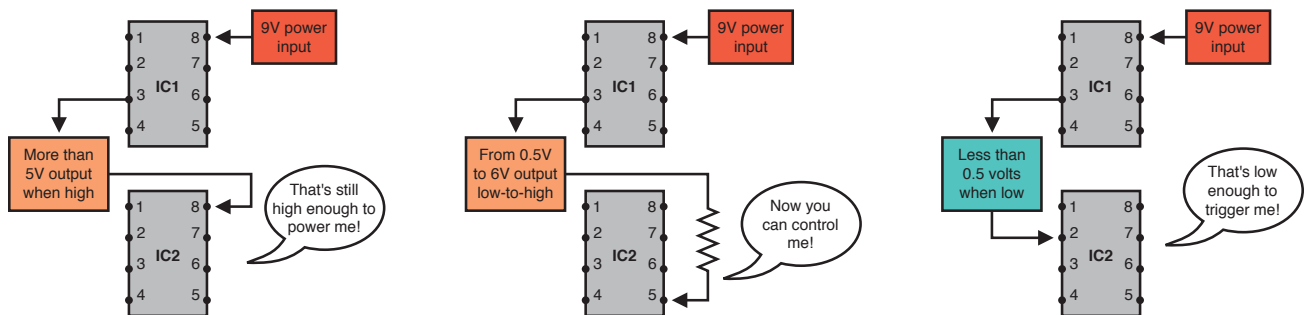 1 8
2 7
IC1
3 6
4 5
9V power
input
More than
5V output
when high
1 8
2 7
3 6
IC2
4 5
That's still
high enough to
power me!
1 8
2 7
IC1
3 6
4 5
9V power
input
From 0.5V
to 6V output
low-to-high
1 8
2 7
3 6
IC2
4 5
Now you
can control
me!
1 8
2 7
IC1
3 6
4 5
9V power
input
Less than
0.5 volts
when low
1 8
2 7
3 6
IC2
4 5
That's low
enough to
trigger me!